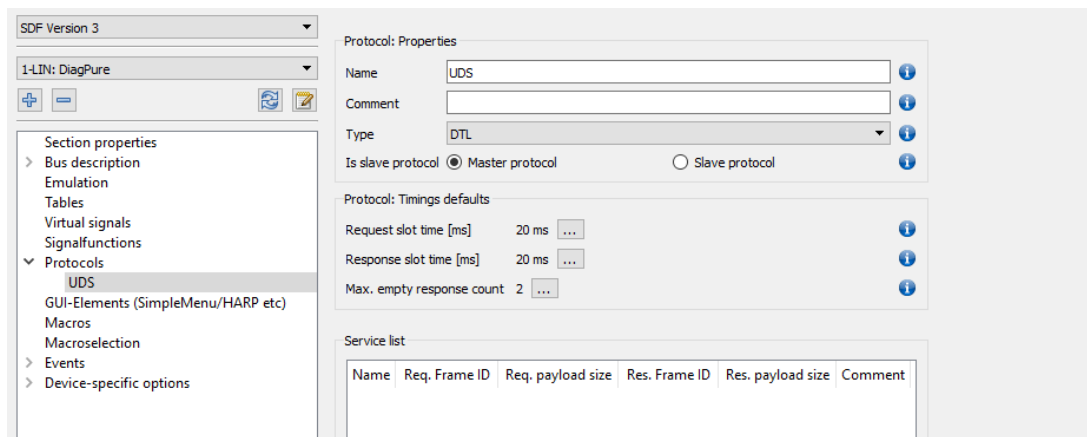 SDF Version 3
1-LIN: DiagPure
Section properties
Bus description
Emulation
Tables
Virtual signals
Signalfunctions
Protocols
UDS
GUI-Elements (SimpleMenu/HARP etc)
Macros
Macroselection
Events
Device-specific options
Protocol: Properties
Name UDS
Comment
Type DTL
Is slave protocol Master protocol Slave protocol
Protocol: Timings defaults
Request slot time [ms] 20 ms ...
Response slot time [ms] 20 ms ...
Max. empty response count 2 ...
Service list
Name Req. Frame ID Req. payload size Res. Frame ID Res. payload size Comment